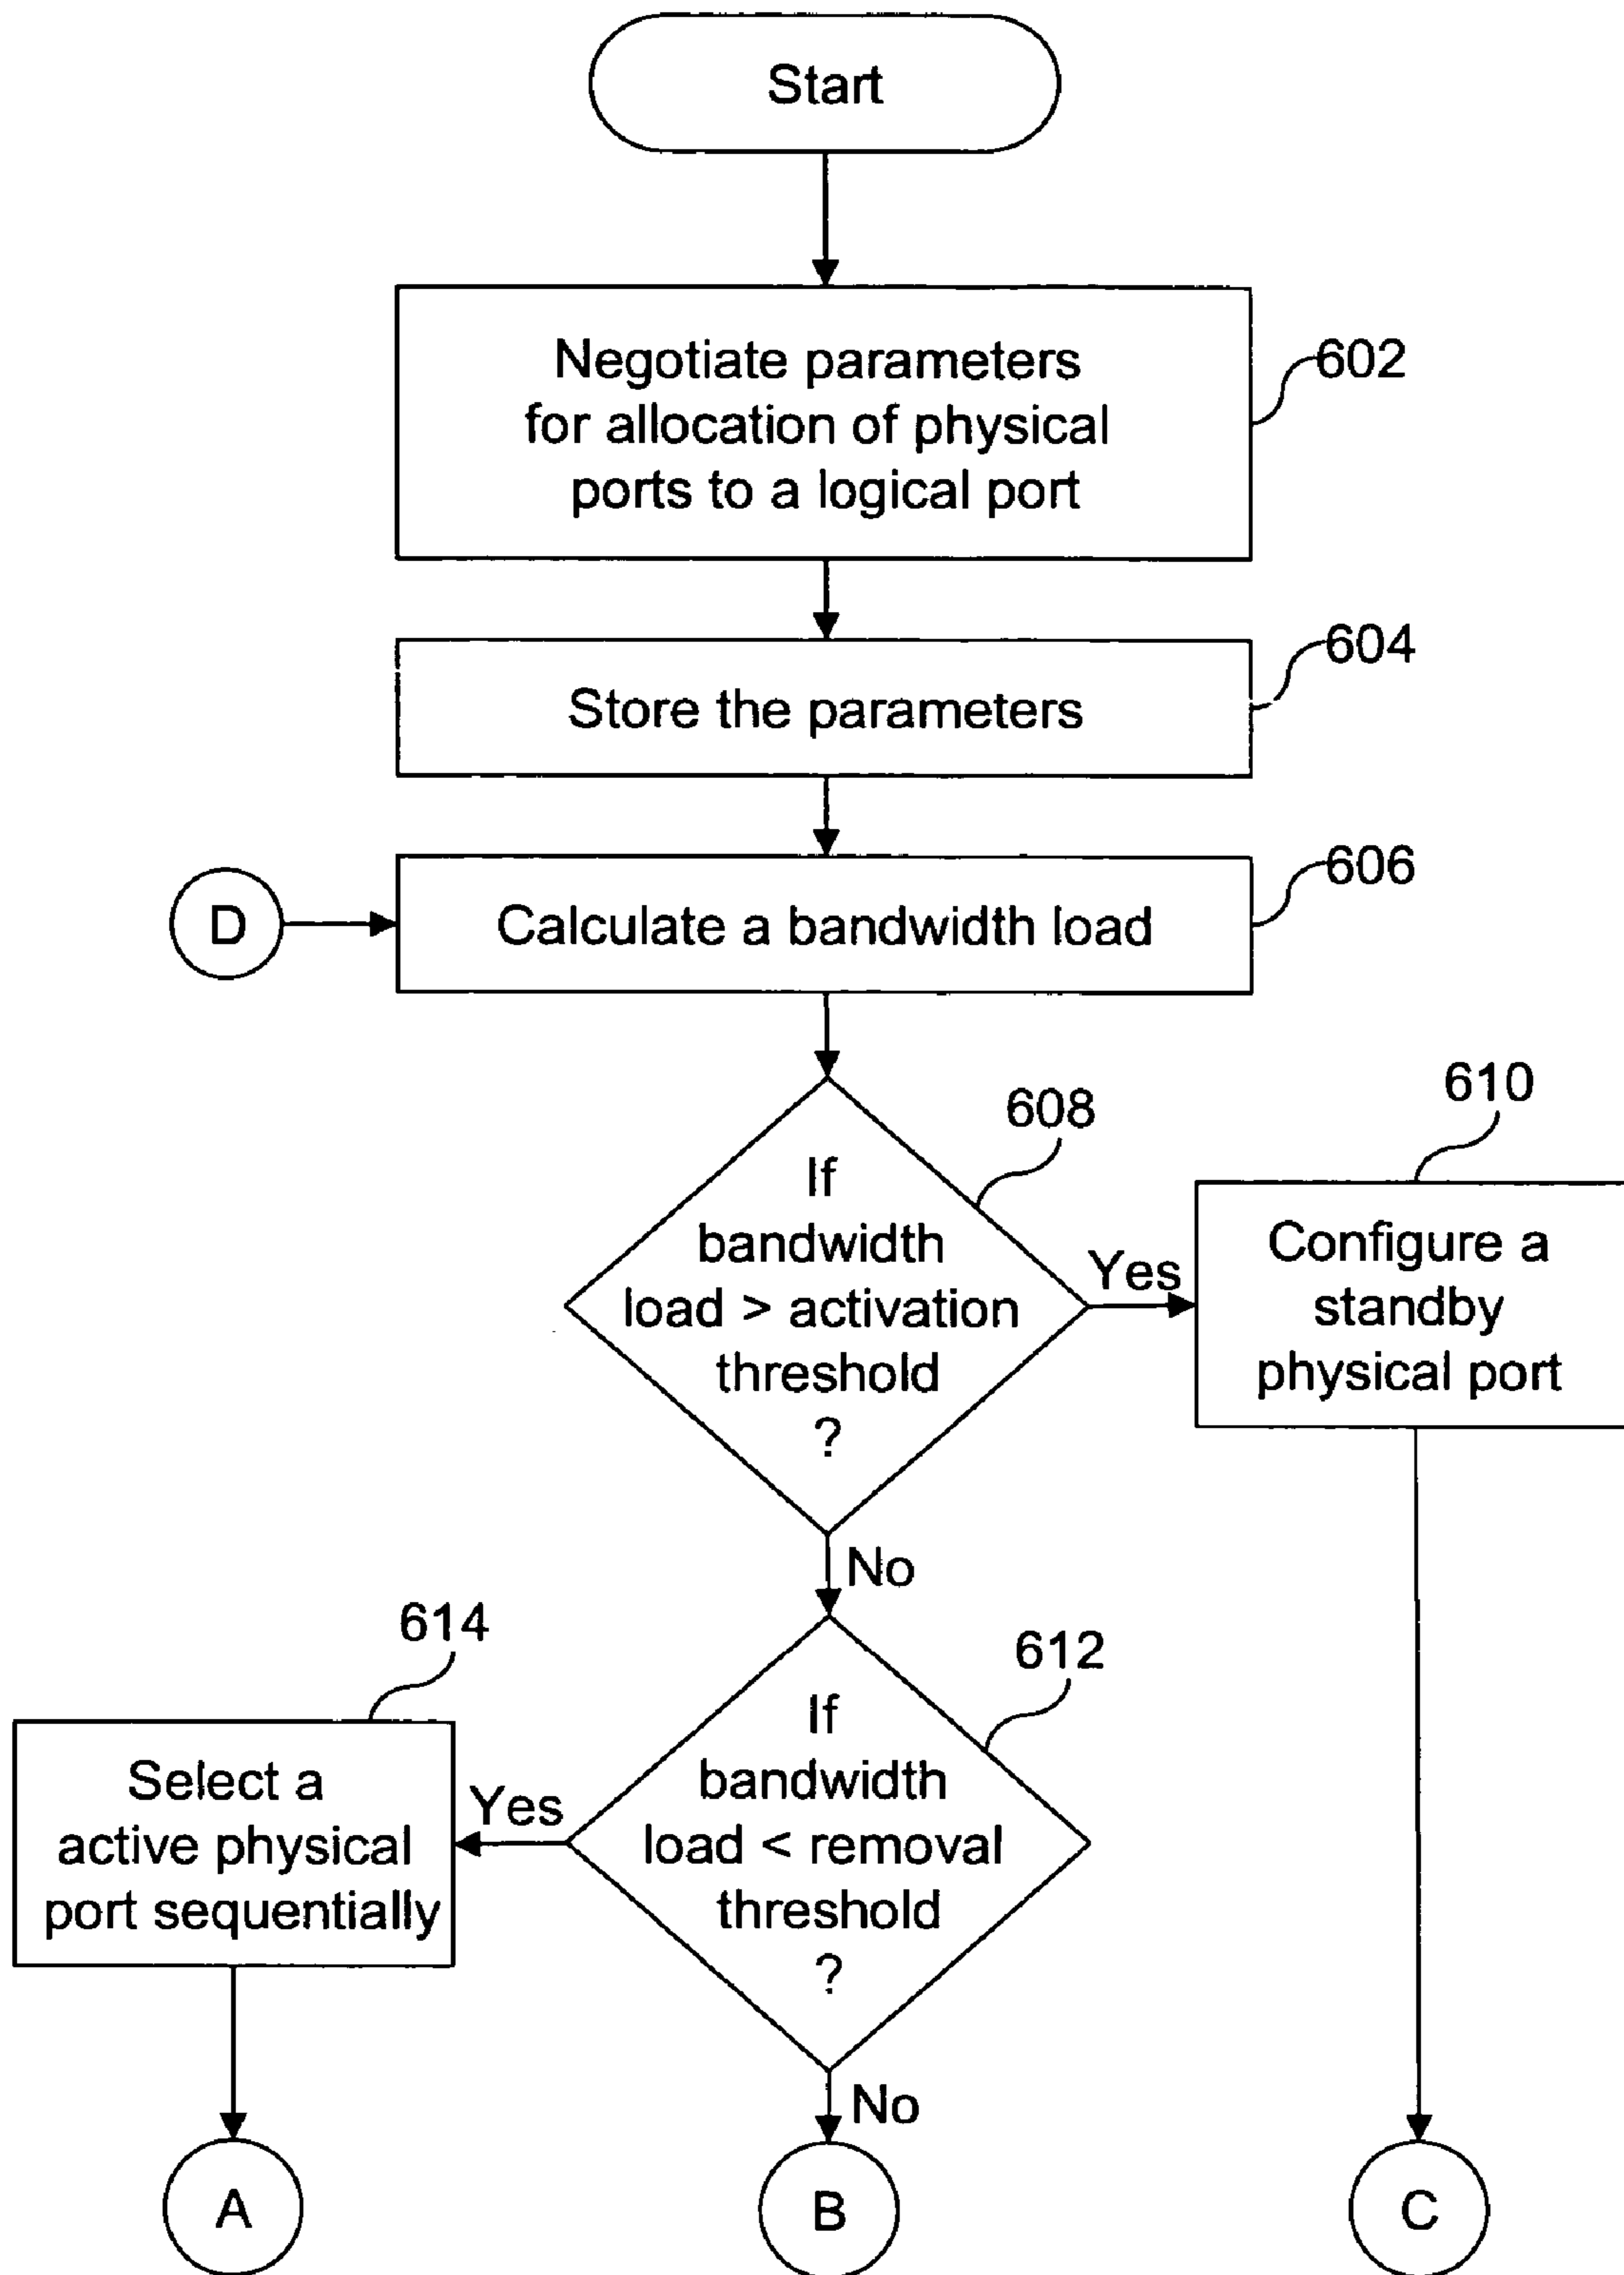 Start
Negotiate parameters
for allocation of physical
ports to a logical port
602
Store the parameters
604
D
Calculate a bandwidth load
606
If
bandwidth
load > activation
threshold
?
608
Yes
610
Configure a
standby
physical port
No
614
Select a
active physical
port sequentially
Yes
If
bandwidth
load < removal
threshold
?
612
No
A
B
C